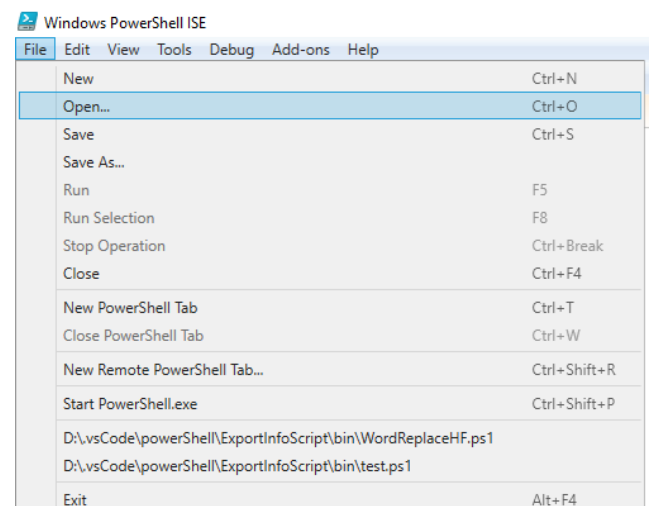 Windows PowerShell ISE
File Edit View Tools Debug Add-ons Help
New Ctrl+N
Open... Ctrl+O
Save Ctrl+S
Save As...
Run F5
Run Selection F8
Stop Operation Ctrl+Break
Close Ctrl+F4
New PowerShell Tab Ctrl+T
Close PowerShell Tab Ctrl+W
New Remote PowerShell Tab... Ctrl+Shift+R
Start PowerShell.exe Ctrl+Shift+P
D:\.vsCode\powerShell\ExportInfoScript\bin\WordReplaceHF.ps1
D:\.vsCode\powerShell\ExportInfoScript\bin\test.ps1
Exit Alt+F4